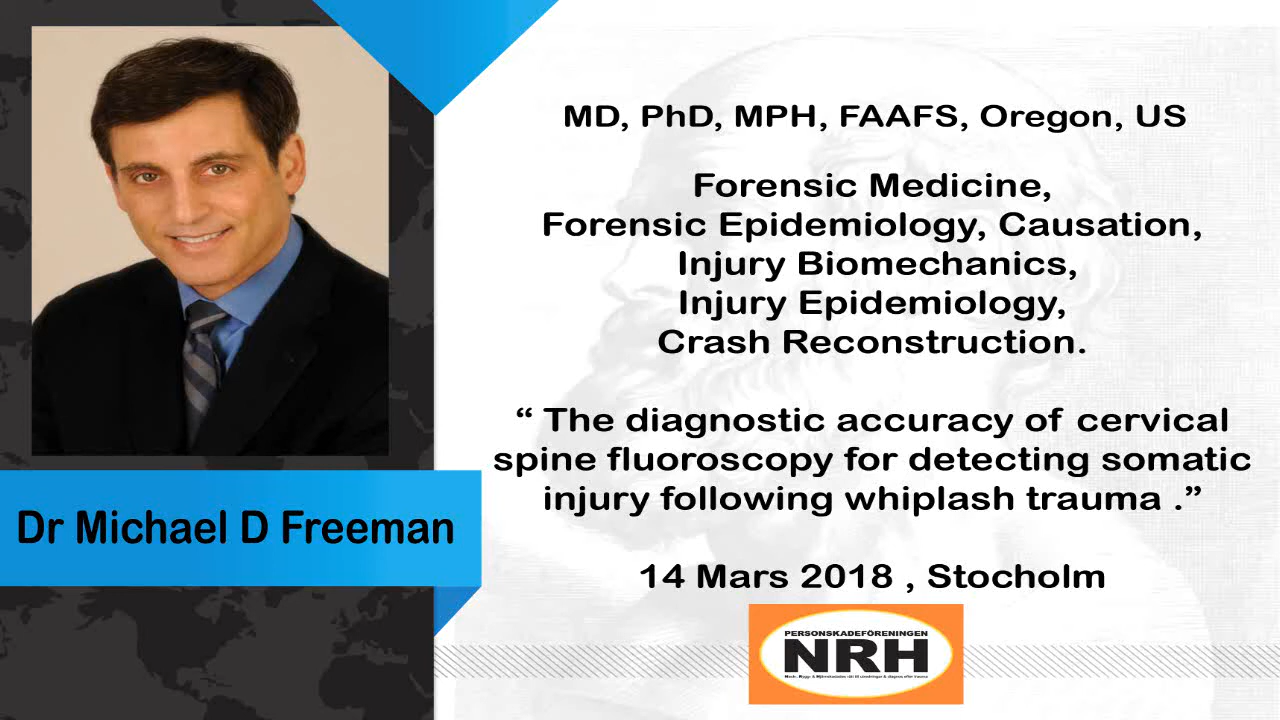 MD, PhD, MPH, FAAFS, Oregon, US
Forensic Medicine,
Forensic Epidemiology, Causation,
Injury Biomechanics,
Injury Epidemiology,
Crash Reconstruction.
“ The diagnostic accuracy of cervical
spine fluoroscopy for detecting somatic
injury following whiplash trauma .”
Dr Michael D Freeman
14 Mars 2018 , Stocholm
PERSONSKADEFÖRENINGEN
NRH